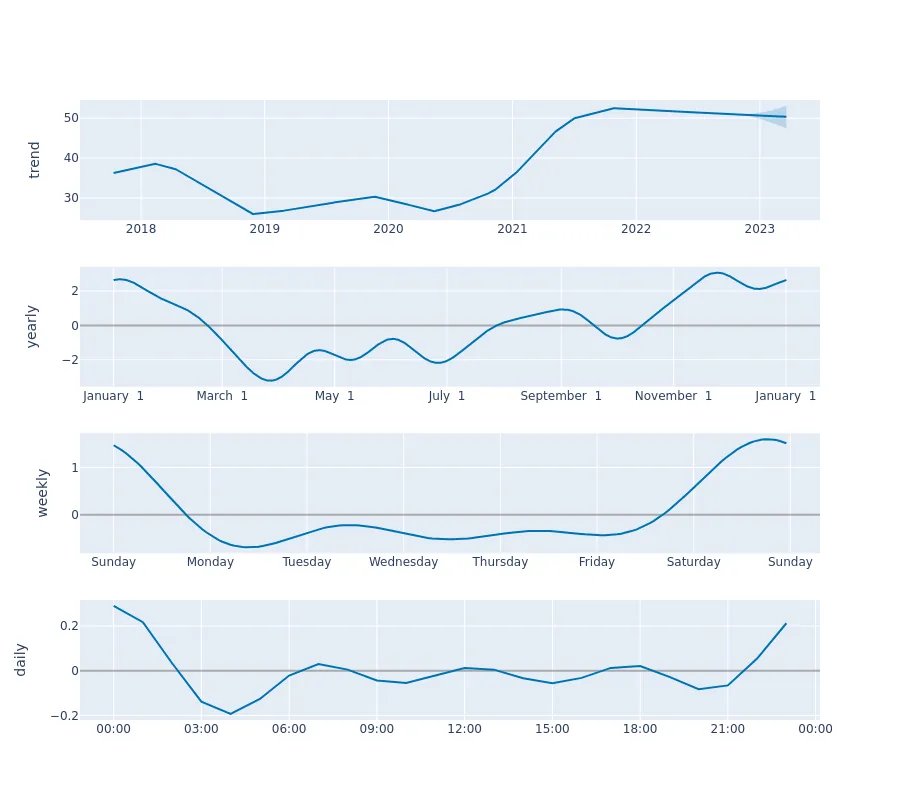 trend
50
40
30
2018 2019 2020 2021 2022 2023
yearly
2
0
−2
January 1 March 1 May 1 July 1 September 1 November 1 January 1
weekly
1
0
Sunday Monday Tuesday Wednesday Thursday Friday Saturday Sunday
daily
0.2
0
−0.2
00:00 03:00 06:00 09:00 12:00 15:00 18:00 21:00 00:00